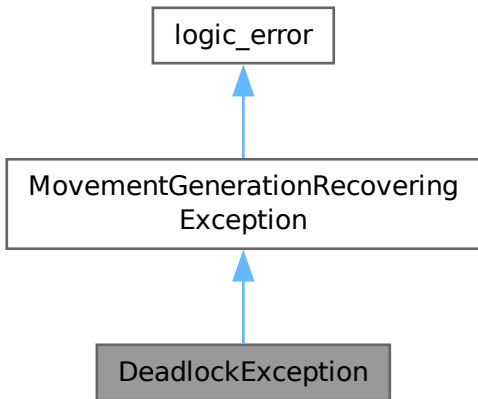 logic_error
MovementGenerationRecovering
Exception
DeadlockException